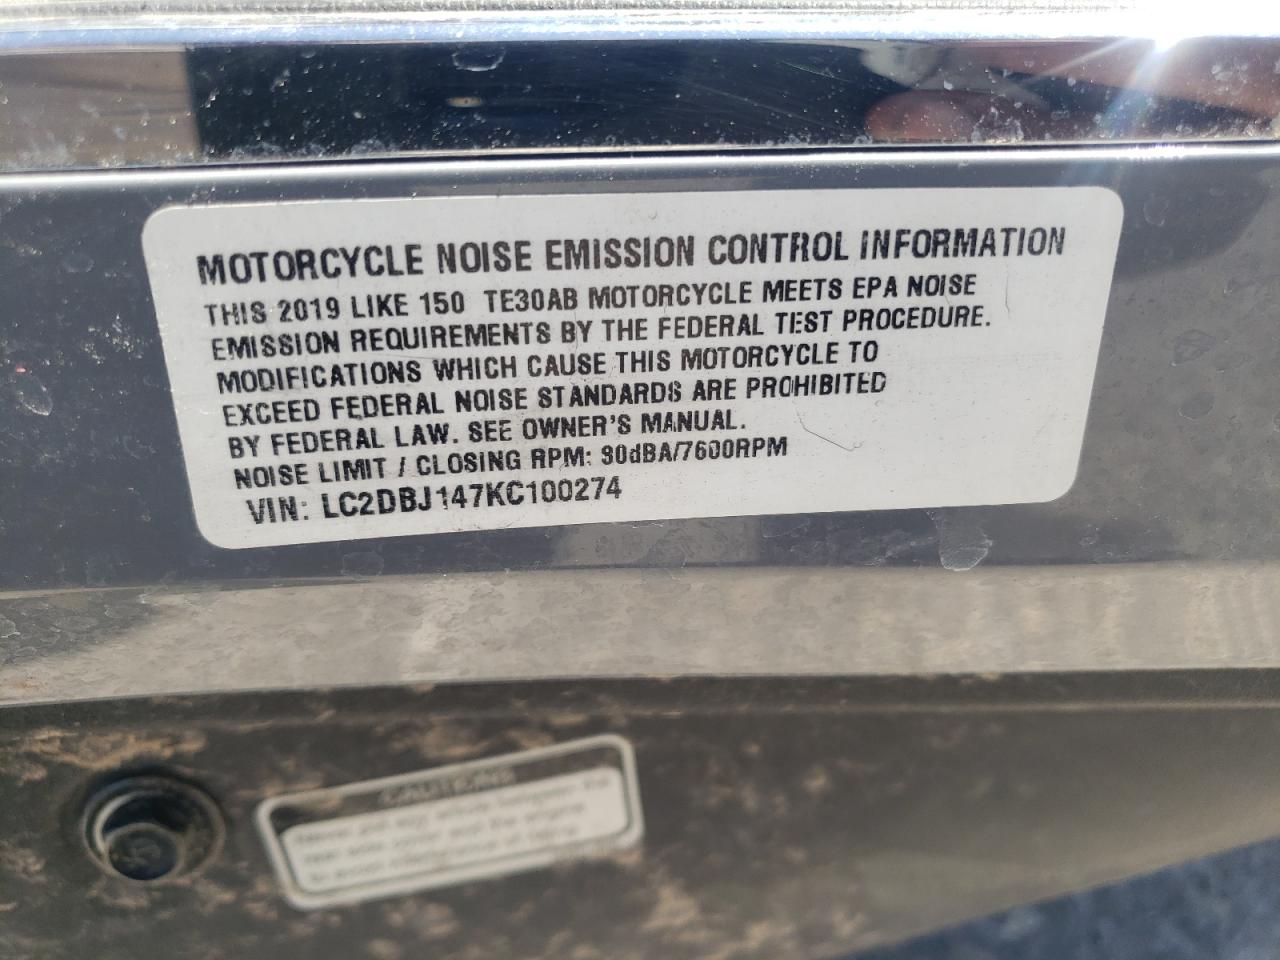 MOTORCYCLE NOISE EMISSION CONTROL INFORMATION
THIS 2019 LIKE 150 TE30AB MOTORCYCLE MEETS EPA NOISE
EMISSION REQUIREMENTS BY THE FEDERAL TEST PROCEDURE.
MODIFICATIONS WHICH CAUSE THIS MOTORCYCLE TO
EXCEED FEDERAL NOISE STANDARDS ARE PROHIBITED
BY FEDERAL LAW. SEE OWNER'S MANUAL.
NOISE LIMIT / CLOSING RPM: 80dBA/7600RPM
VIN: LC2DBJ147KC100274